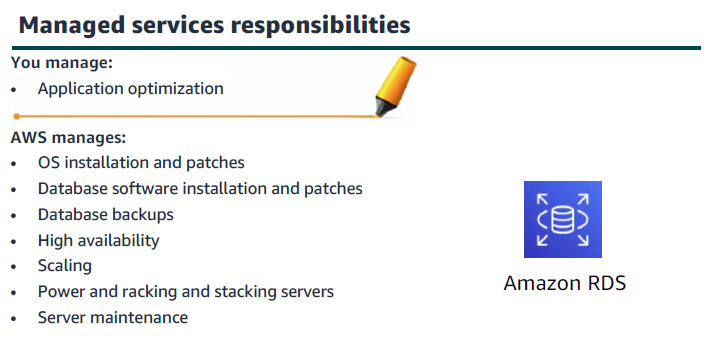 Managed services responsibilities
You manage:
• Application optimization
AWS manages:
• OS installation and patches
• Database software installation and patches
• Database backups
• High availability
• Scaling
• Power and racking and stacking servers
• Server maintenance
Amazon RDS